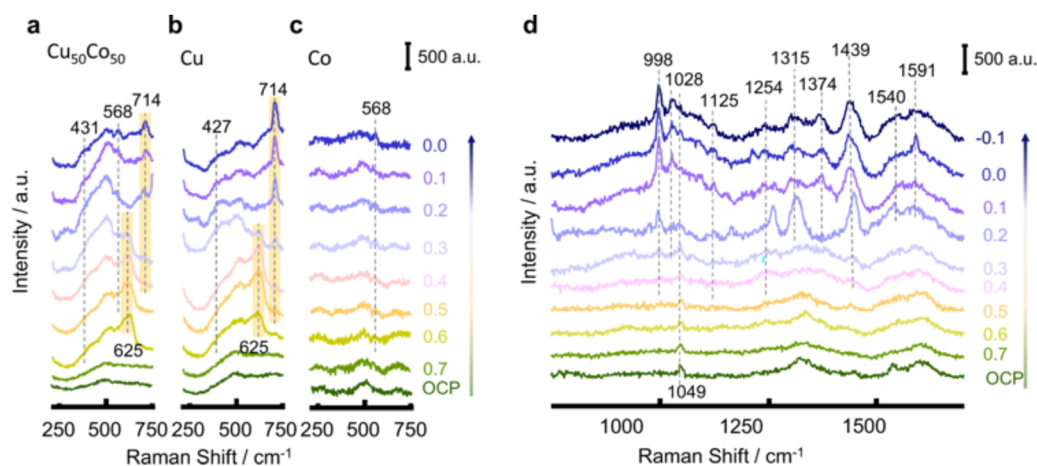 a
b
c
d
Cu50Co50
Cu
Co
500 a.u.
500 a.u.
431
568
714
625
427
714
625
568
0.0
0.1
0.2
0.3
0.4
0.5
0.6
0.7
OCP
998
1028
1125
1254
1315
1374
1439
1540
1591
1049
-0.1
0.0
0.1
0.2
0.3
0.4
0.5
0.6
0.7
OCP
Intensity / a.u.
Intensity / a.u.
250 500 750
250 500 750
250 500 750
1000 1250 1500
Raman Shift / cm⁻¹
Raman Shift / cm⁻¹